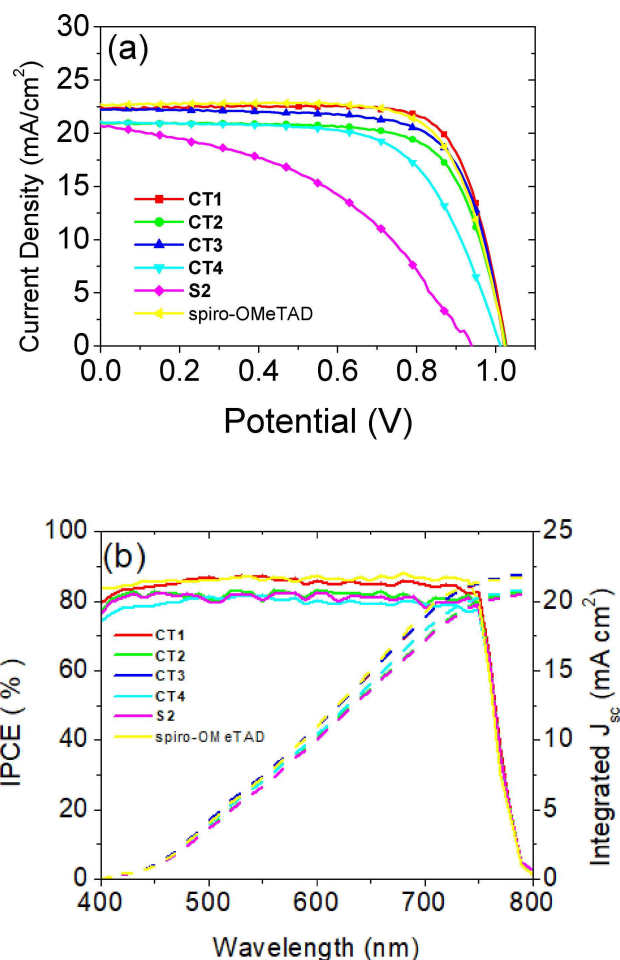 (a)
30
25
20
15
10
5
0
Current Density (mA/cm²)
CT1
CT2
CT3
CT4
S2
spiro-OMeTAD
0.0 0.2 0.4 0.6 0.8 1.0
Potential (V)
(b)
100
80
60
40
20
0
IPCE ( % )
CT1
CT2
CT3
CT4
S2
spiro-OMeTAD
25
20
15
10
5
0
Integrated Jsc (mA cm²)
400 500 600 700 800
Wavelength (nm)